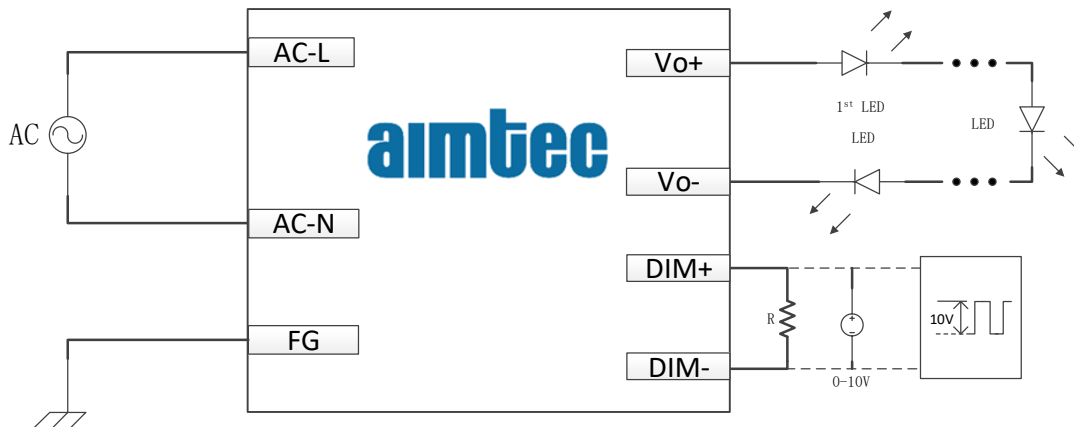 AC-L
Vo+
1st LED
LED
LED
AC
aimtec
Vo-
AC-N
DIM+
R
10V
FG
DIM-
0-10V